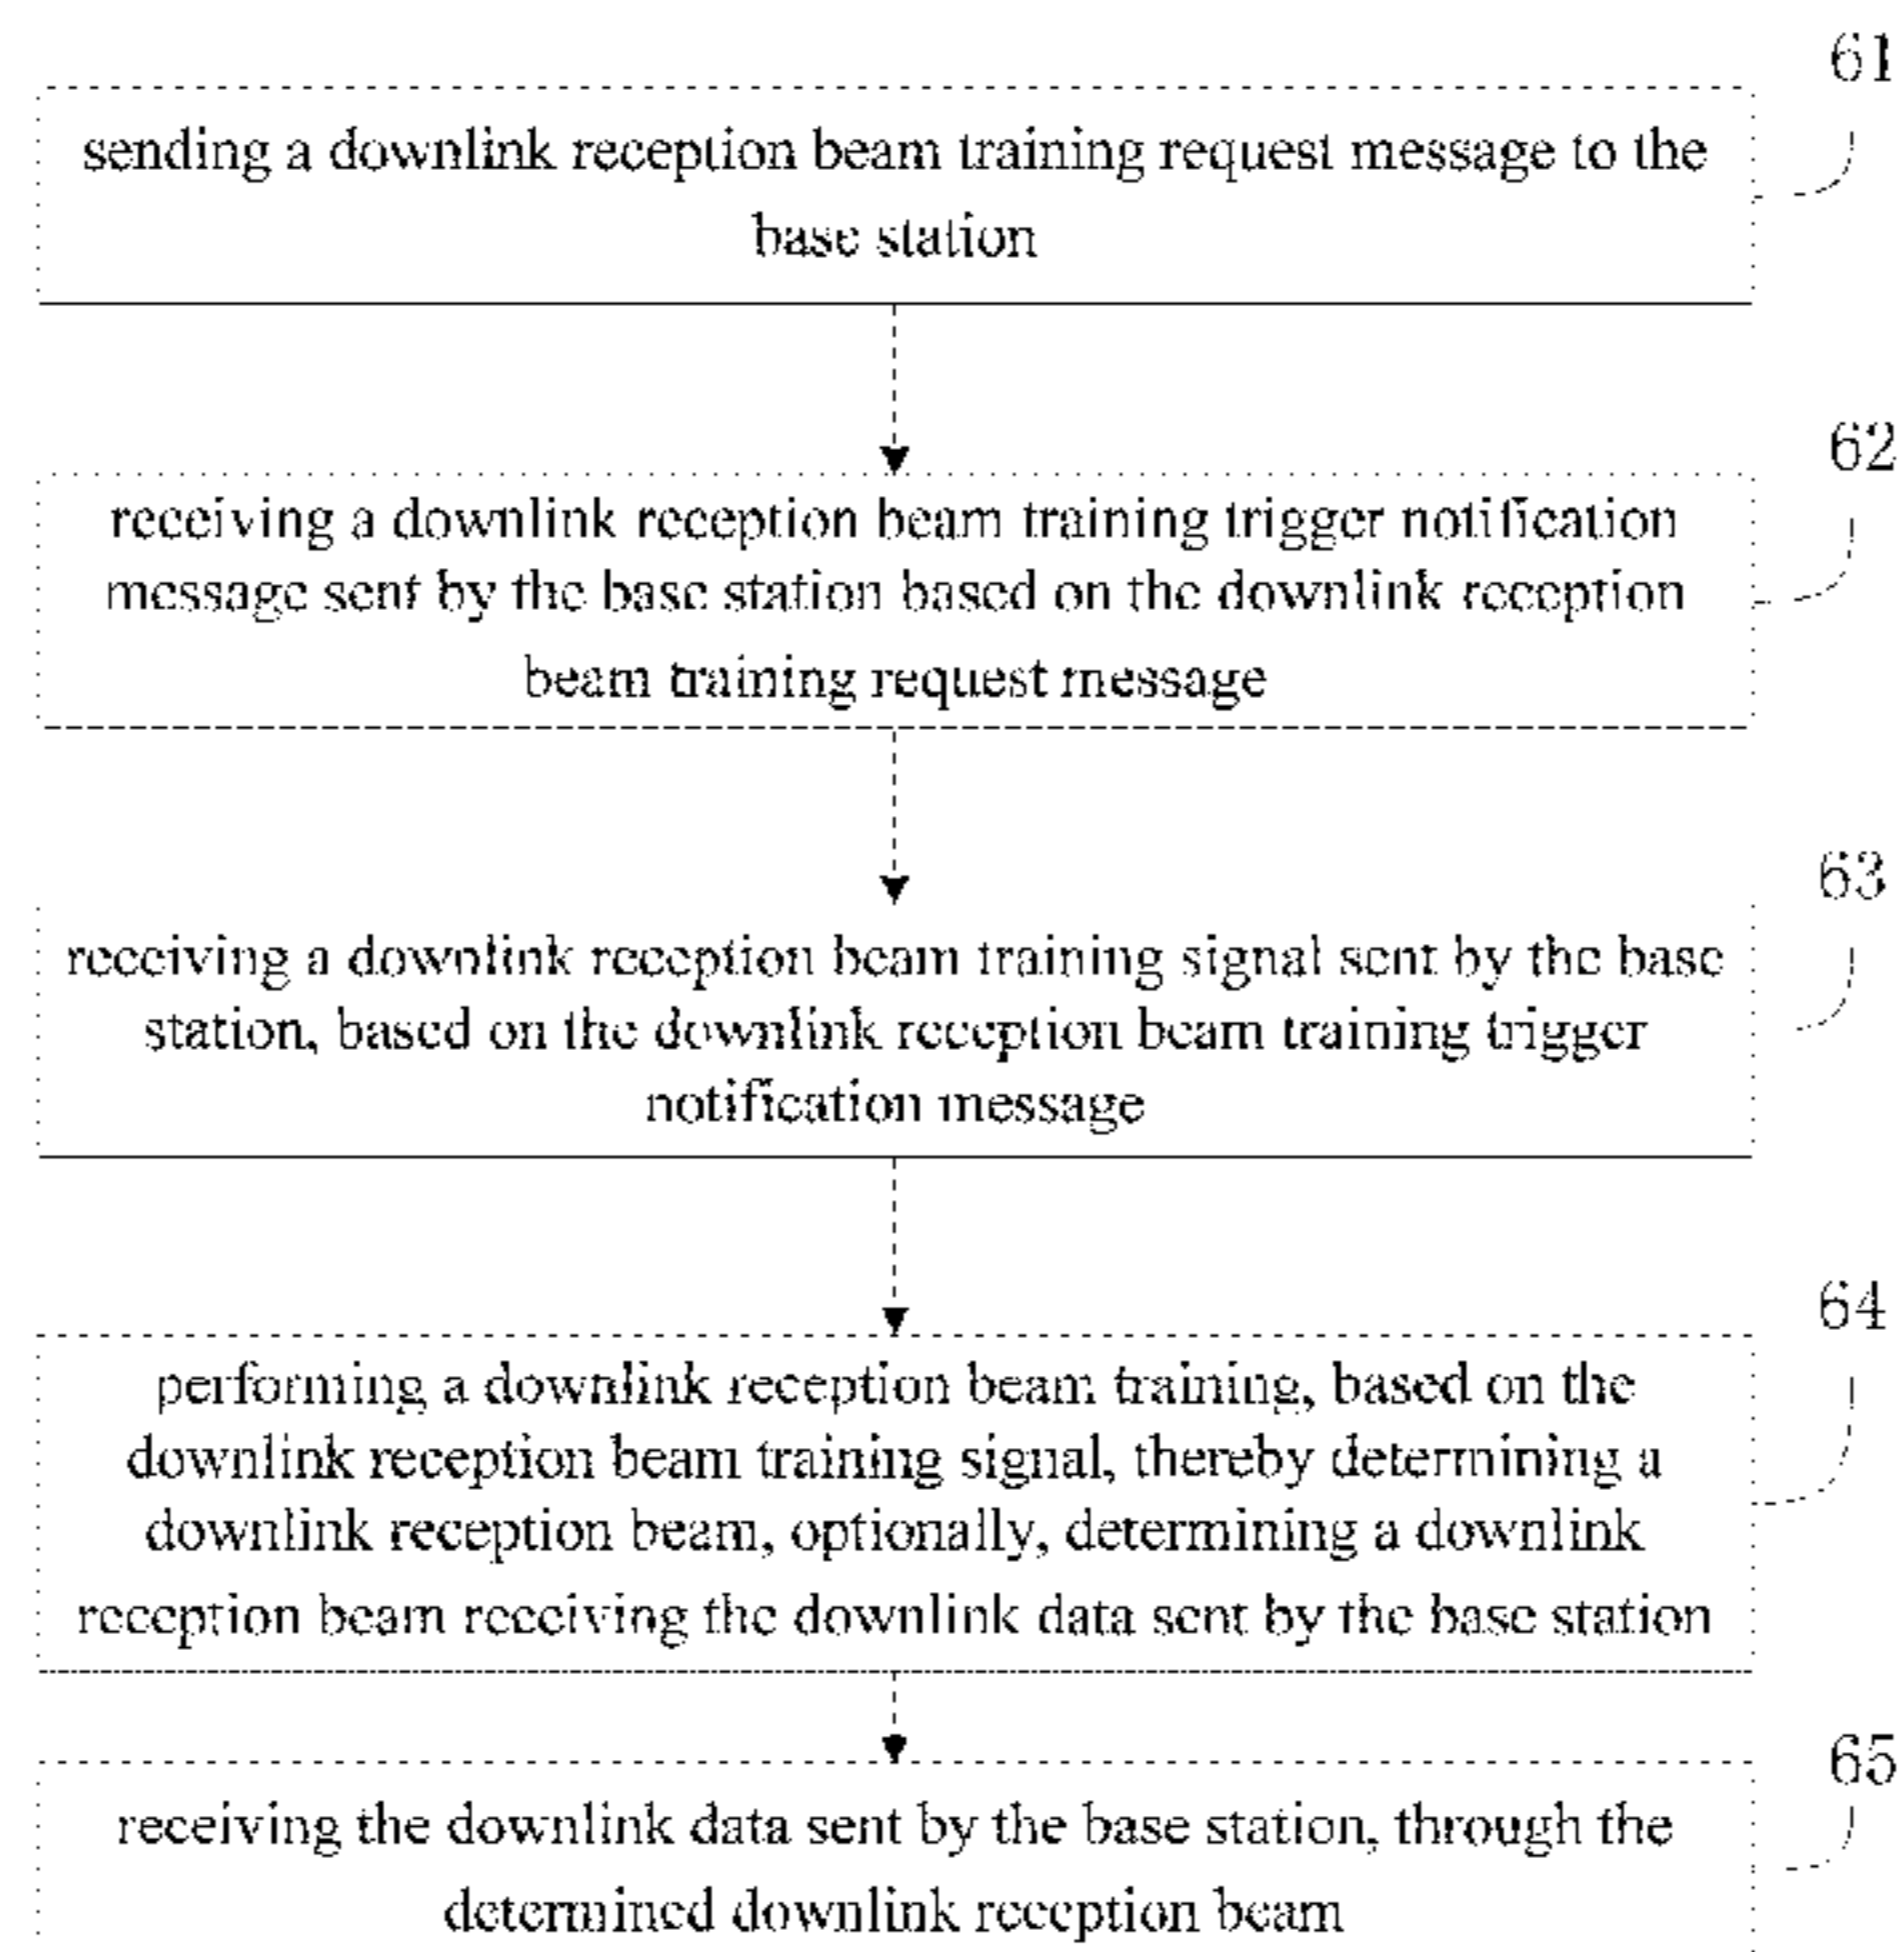 61
sending a downlink reception beam training request message to the
base station
62
receiving a downlink reception beam training trigger notification
message sent by the base station based on the downlink reception
beam training request message
63
receiving a downlink reception beam training signal sent by the base
station, based on the downlink reception beam training trigger
notification message
64
performing a downlink reception beam training, based on the
downlink reception beam training signal, thereby determining a
downlink reception beam, optionally, determining a downlink
reception beam receiving the downlink data sent by the base station
65
receiving the downlink data sent by the base station, through the
determined downlink reception beam